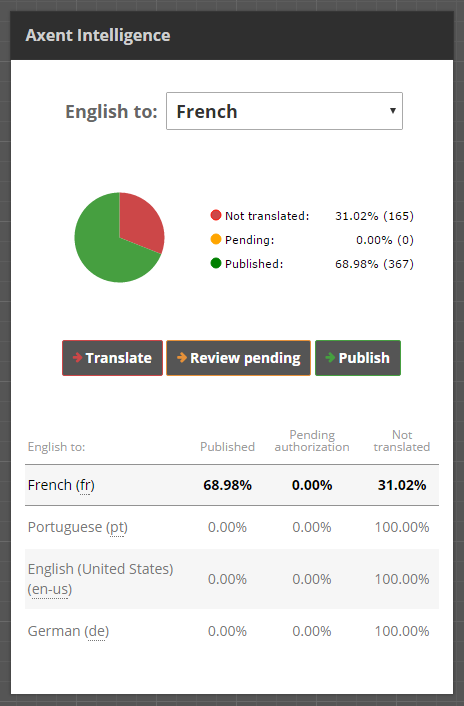 Axent Intelligence
English to: French
Not translated: 31.02% (165)
Pending: 0.00% (0)
Published: 68.98% (367)
Translate Review pending Publish
English to: Published Pending authorization Not translated
French (fr) 68.98% 0.00% 31.02%
Portuguese (pt) 0.00% 0.00% 100.00%
English (United States)
(en-us) 0.00% 0.00% 100.00%
German (de) 0.00% 0.00% 100.00%